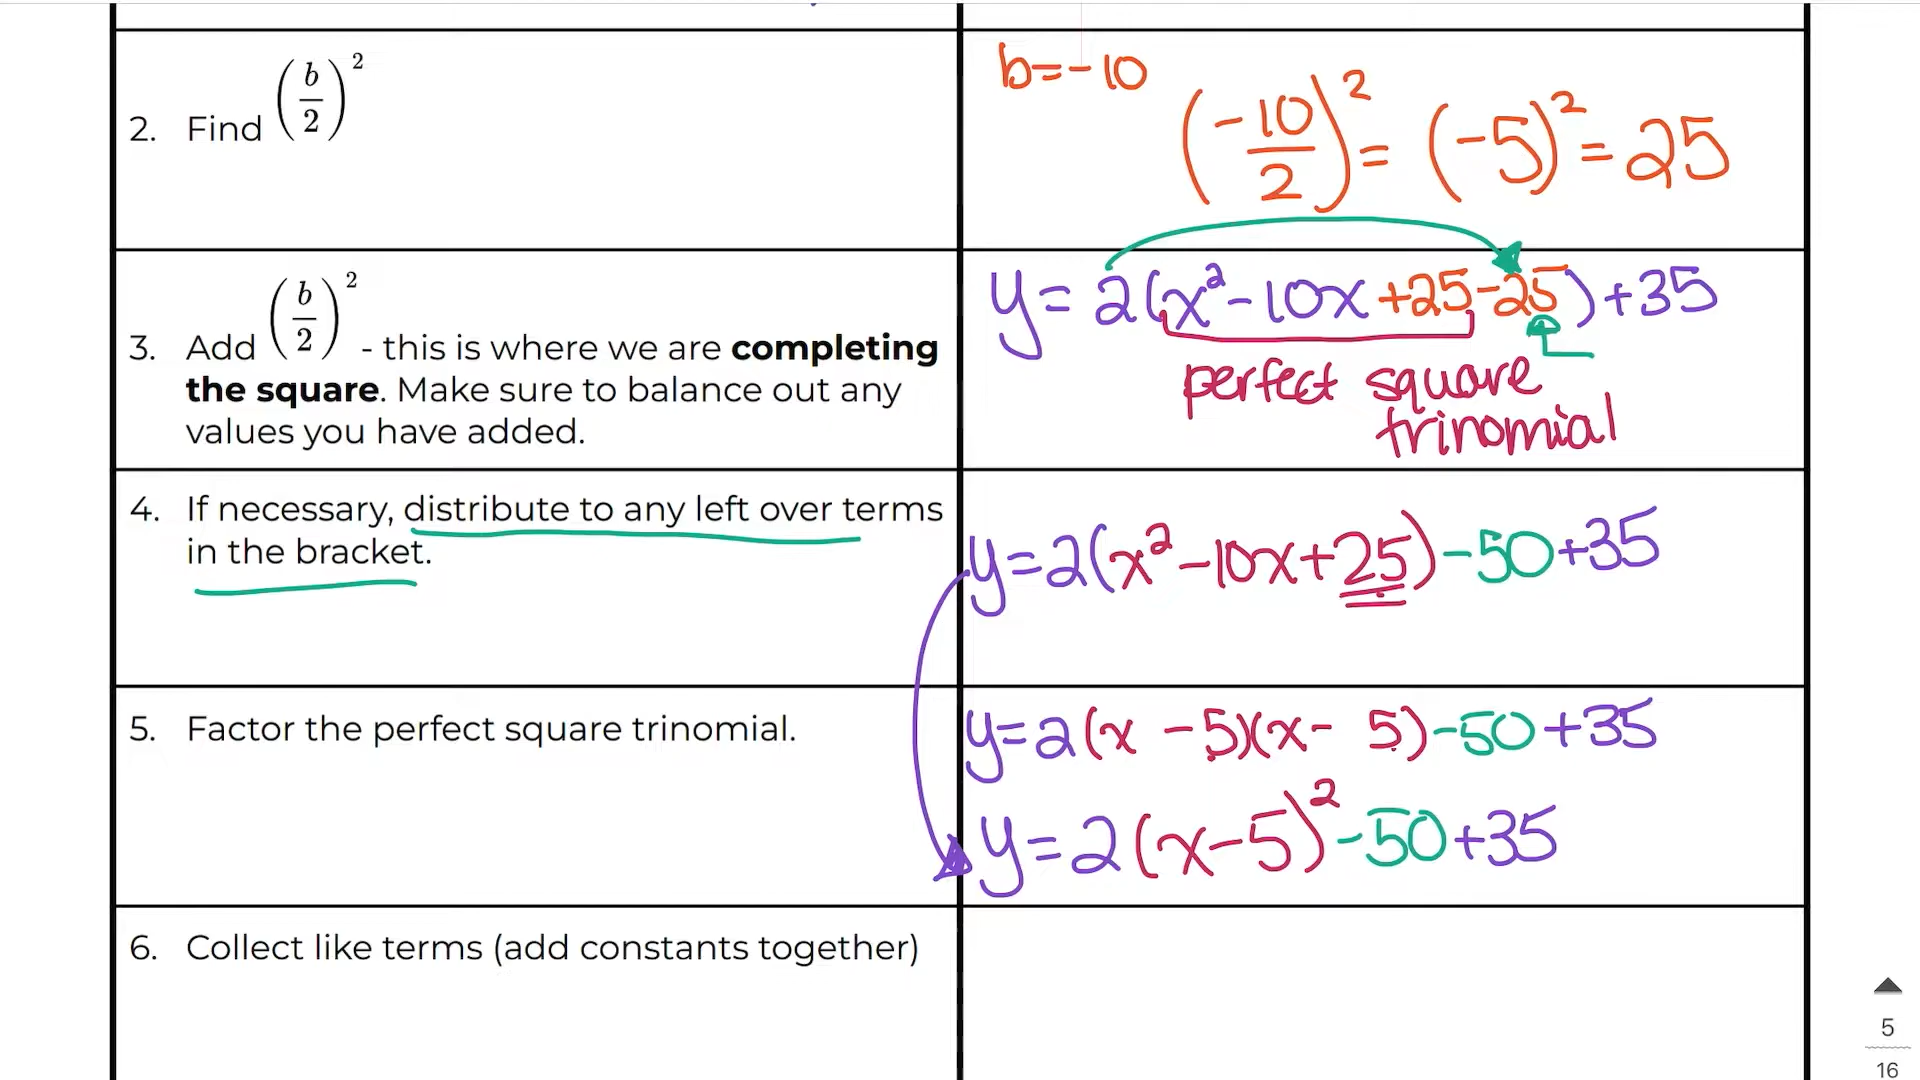 2. Find (b/2)²
b=-10
(-10/2)² = (-5)² = 25
3. Add (b/2)² - this is where we are completing
the square. Make sure to balance out any
values you have added.
y=2(x²-10x+25-25)+35
perfect square
trinomial
4. If necessary, distribute to any left over terms
in the bracket.
y=2(x²-10x+25)-50+35
5. Factor the perfect square trinomial.
y=2(x-5)(x-5)-50+35
y=2(x-5)²-50+35
6. Collect like terms (add constants together)
5
16